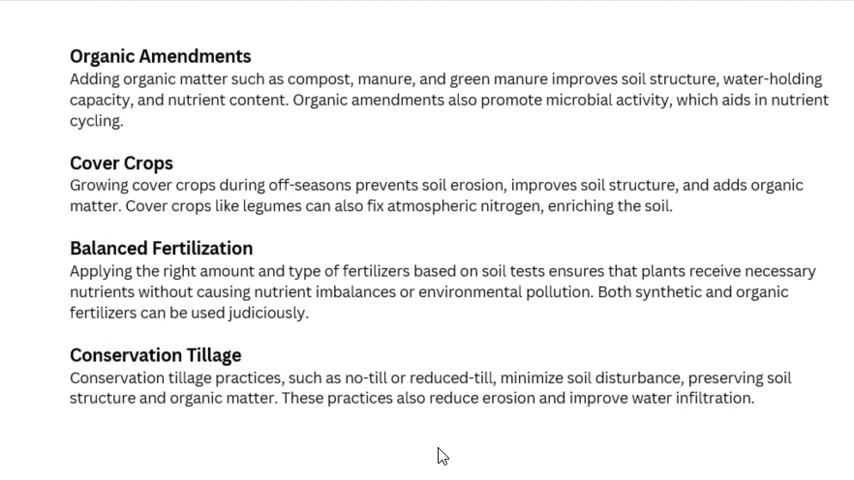 Organic Amendments
Adding organic matter such as compost, manure, and green manure improves soil structure, water-holding
capacity, and nutrient content. Organic amendments also promote microbial activity, which aids in nutrient
cycling.
Cover Crops
Growing cover crops during off-seasons prevents soil erosion, improves soil structure, and adds organic
matter. Cover crops like legumes can also fix atmospheric nitrogen, enriching the soil.
Balanced Fertilization
Applying the right amount and type of fertilizers based on soil tests ensures that plants receive necessary
nutrients without causing nutrient imbalances or environmental pollution. Both synthetic and organic
fertilizers can be used judiciously.
Conservation Tillage
Conservation tillage practices, such as no-till or reduced-till, minimize soil disturbance, preserving soil
structure and organic matter. These practices also reduce erosion and improve water infiltration.